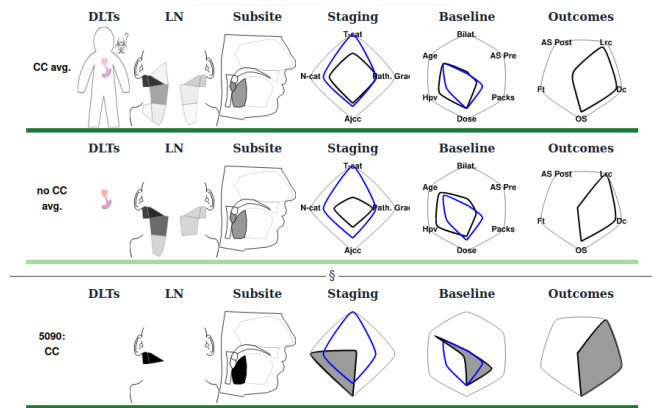 DLTs LN Subsite Staging Baseline Outcomes
CC avg.
T-cat
N-cat
Path. Grad
Ajcc
Bilat.
Age
AS Pre
Hpv
Packs
Dose
AS Post
Lrc
Ft
Dc
OS
DLTs LN Subsite Staging Baseline Outcomes
no CC
avg.
T-cat
N-cat
Path. Grad
Ajcc
Bilat.
Age
AS Pre
Hpv
Packs
Dose
AS Post
Lrc
Ft
Dc
OS
§
DLTs LN Subsite Staging Baseline Outcomes
5090:
CC